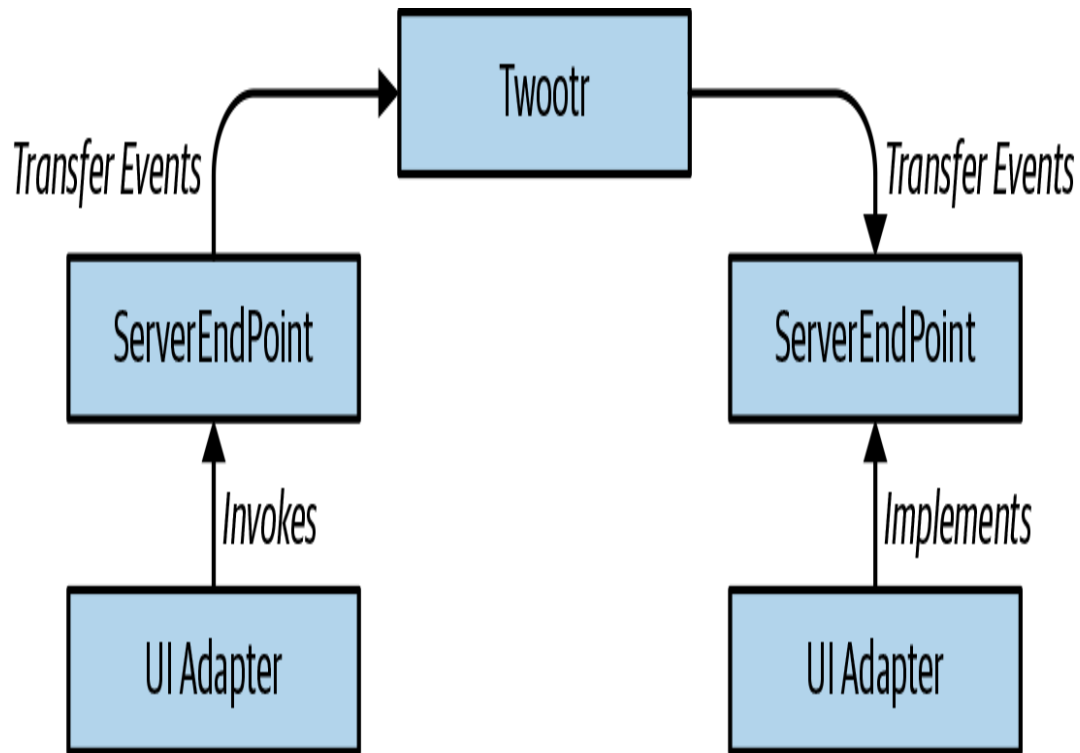 Twootr
Transfer Events
Transfer Events
ServerEndPoint
ServerEndPoint
Invokes
Implements
UI Adapter
UI Adapter